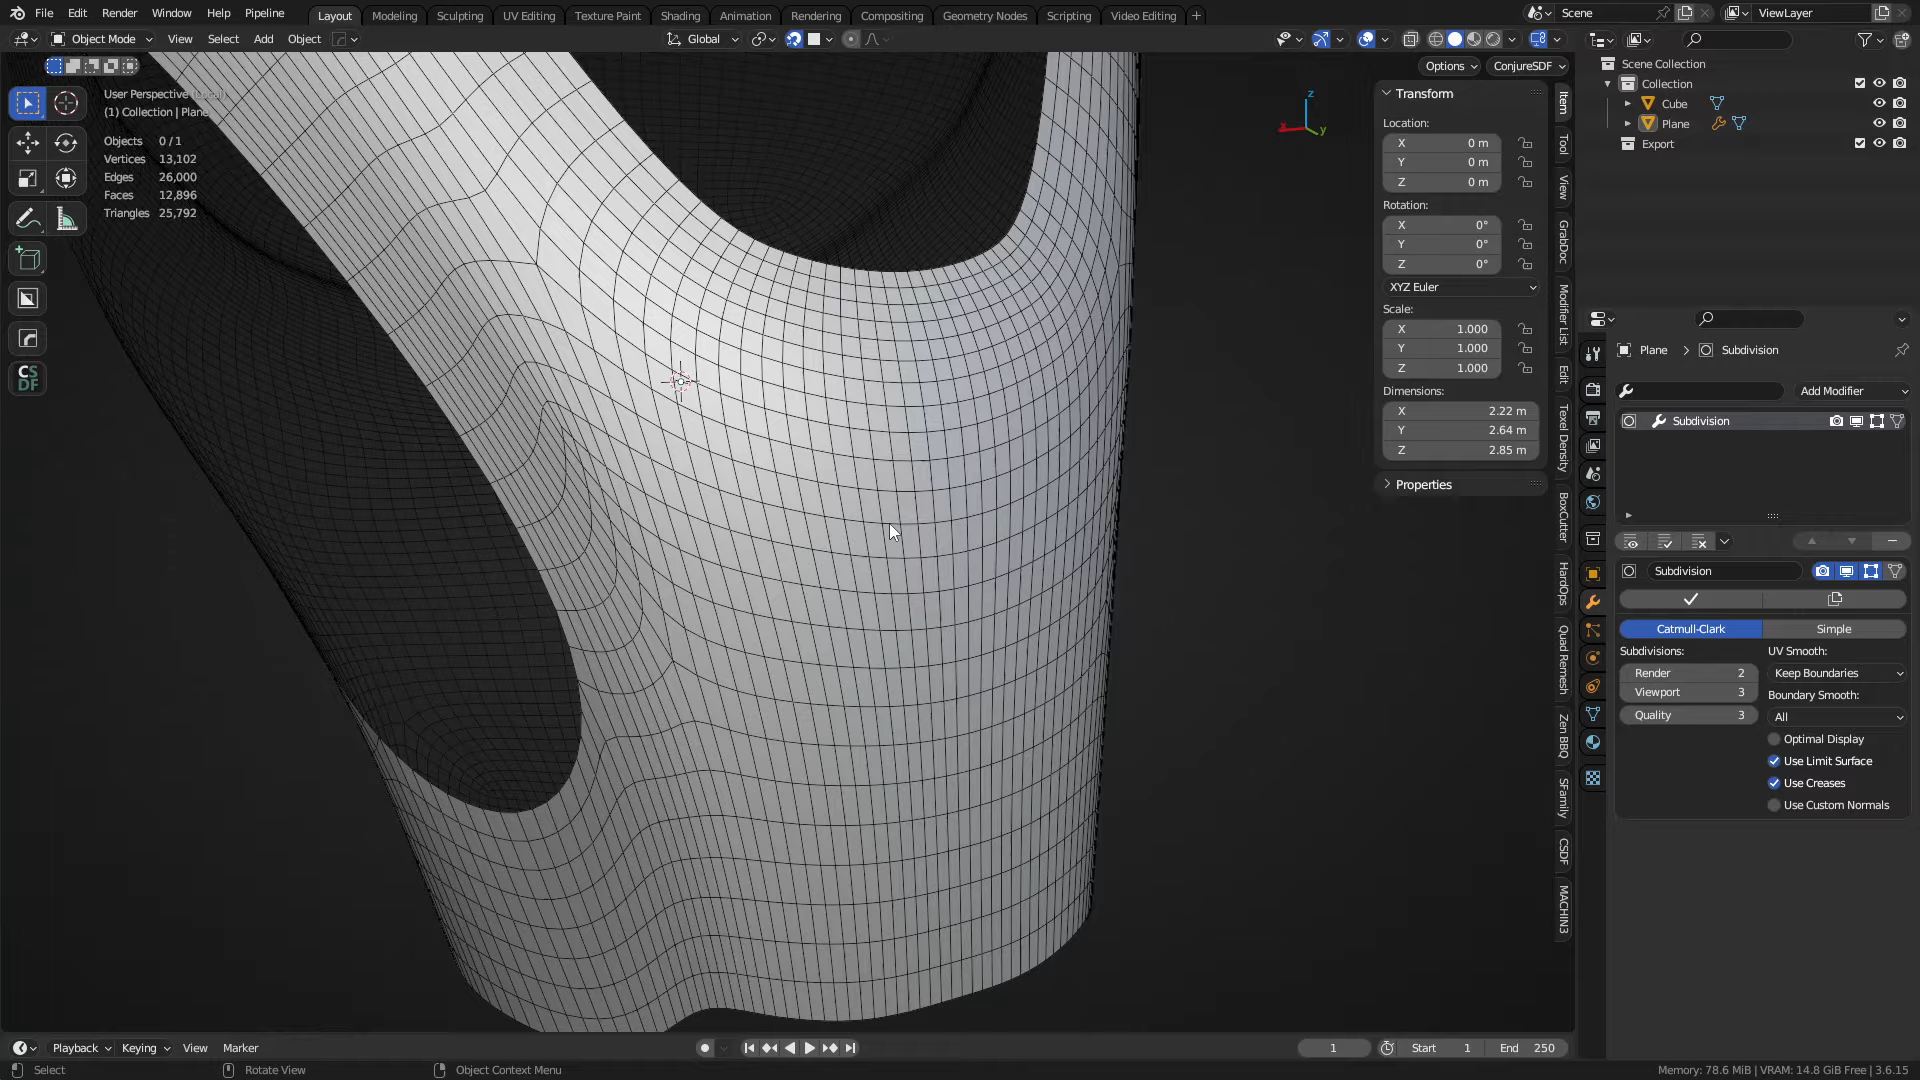 File Edit Render Window Help Pipeline Layout Modeling Sculpting UV Editing Texture Paint Shading Animation Rendering Compositing Geometry Nodes Scripting Video Editing + Scene ViewLayer
Object Mode View Select Add Object Global
Options ConjureSDF
User Perspective (Local)
(1) Collection | Plane
Objects 0 / 1
Vertices 13,102
Edges 26,000
Faces 12,896
Triangles 25,792
CSDF
Z
X
Y
Transform
Location:
X 0 m
Y 0 m
Z 0 m
Rotation:
X 0°
Y 0°
Z 0°
XYZ Euler
Scale:
X 1.000
Y 1.000
Z 1.000
Dimensions:
X 2.22 m
Y 2.64 m
Z 2.85 m
Properties
Item
Tool
View
GrabDoc
Modifier List
Edit
Texel Density
BoxCutter
HardOps
Quad Remesh
Zen BBQ
SFamily
CSDF
MACHIN3
Scene Collection
Collection
Cube
Plane
Export
Plane Subdivision
Add Modifier
Subdivision
Subdivision
Catmull-Clark Simple
Subdivisions: UV Smooth:
Render 2 Keep Boundaries
Viewport 3 Boundary Smooth:
Quality 3 All
Optimal Display
Use Limit Surface
Use Creases
Use Custom Normals
Playback Keying View Marker 1 Start 1 End 250
Select Rotate View Object Context Menu Memory: 78.6 MiB | VRAM: 14.8 GiB Free | 3.6.15